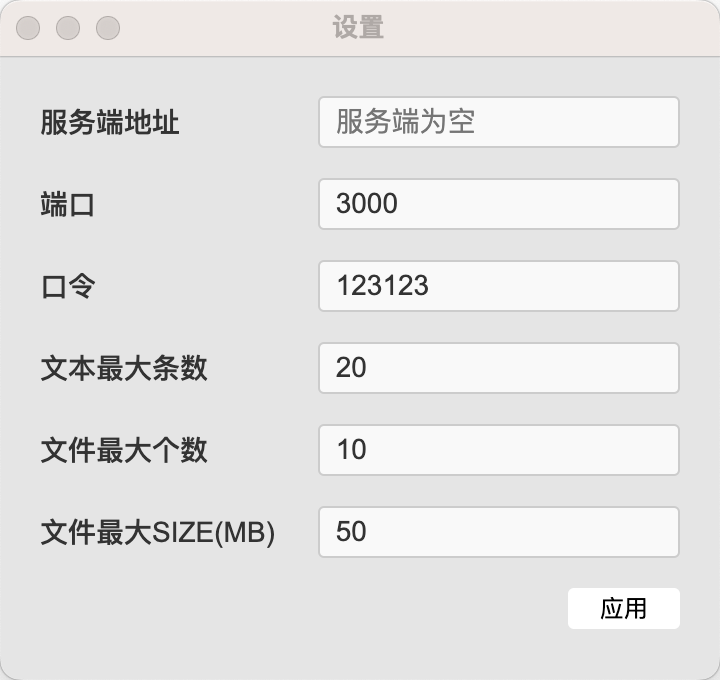 设置
服务端地址 服务端为空
端口 3000
口令 123123
文本最大条数 20
文件最大个数 10
文件最大SIZE(MB) 50
应用